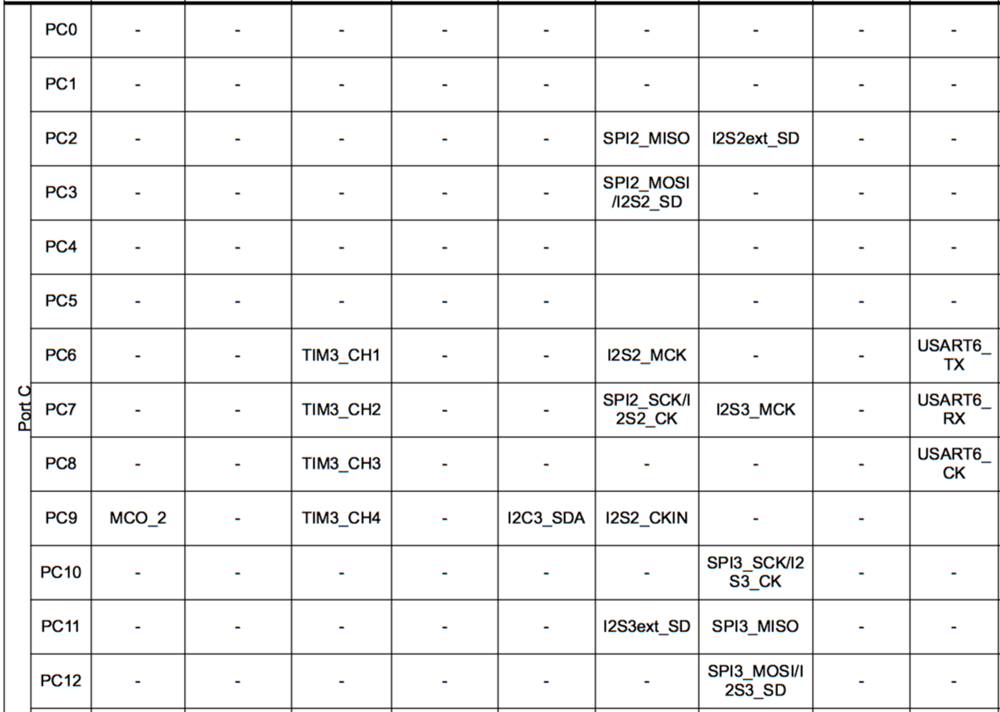 PC0 - - - - - - - - -
PC1 - - - - - - - - -
PC2 - - - - - SPI2_MISO I2S2ext_SD - -
PC3 - - - - - SPI2_MOSI
/I2S2_SD - - -
PC4 - - - - - - - -
PC5 - - - - - - - -
PC6 - - TIM3_CH1 - - I2S2_MCK - - USART6_
TX
Port C
PC7 - - TIM3_CH2 - - SPI2_SCK/I
2S2_CK I2S3_MCK - USART6_
RX
PC8 - - TIM3_CH3 - - - - - USART6_
CK
PC9 MCO_2 - TIM3_CH4 - I2C3_SDA I2S2_CKIN - -
PC10 - - - - - - SPI3_SCK/I2
S3_CK - -
PC11 - - - - - I2S3ext_SD SPI3_MISO - -
PC12 - - - - - - SPI3_MOSI/I
2S3_SD - -